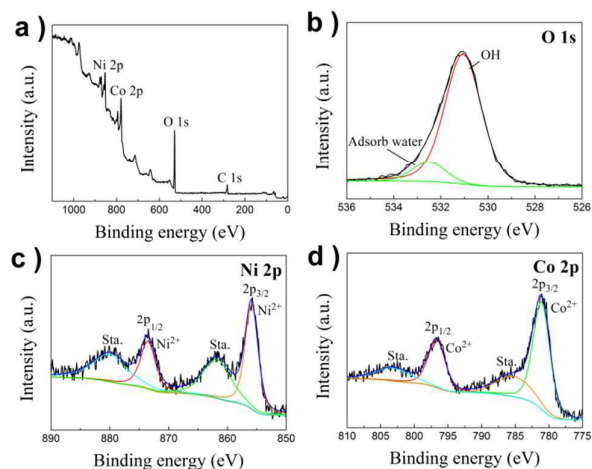 a )
Ni 2p
Co 2p
O 1s
C 1s
Intensity (a.u.)
1000 800 600 400 200 0
Binding energy (eV)
b )
O 1s
OH
Adsorb water
Intensity (a.u.)
536 534 532 530 528 526
Binding energy (eV)
c )
Ni 2p
2p3/2
Ni2+
2p1/2
Ni2+
Sta.
Sta.
Intensity (a.u.)
890 880 870 860 850
Binding energy (eV)
d )
Co 2p
2p3/2
Co2+
2p1/2
Co2+
Sta.
Sta.
Intensity (a.u.)
810 805 800 795 790 785 780 775
Binding energy (eV)